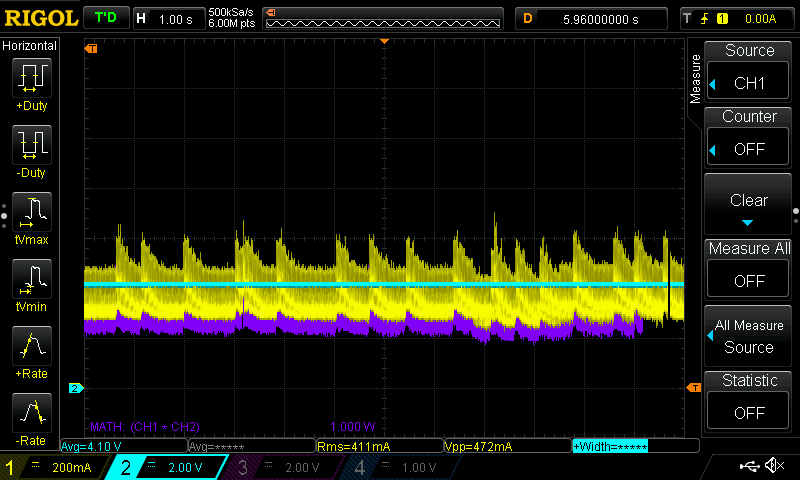 RIGOL T'D H 1.00 s 500kSa/s 6.00M pts D 5.96000000 s T 1 0.00A
Horizontal
+Duty
-Duty
tVmax
tVmin
+Rate
-Rate
T
T
2
MATH: (CH1 * CH2) 1.000 W
Measure
Source
CH1
Counter
OFF
Clear
Measure All
OFF
All Measure
Source
Statistic
OFF
Avg=4.10 V Avg=***** Rms=411mA Vpp=472mA +Width=*****
1 200mA 2 2.00 V 3 2.00 V 4 1.00 V